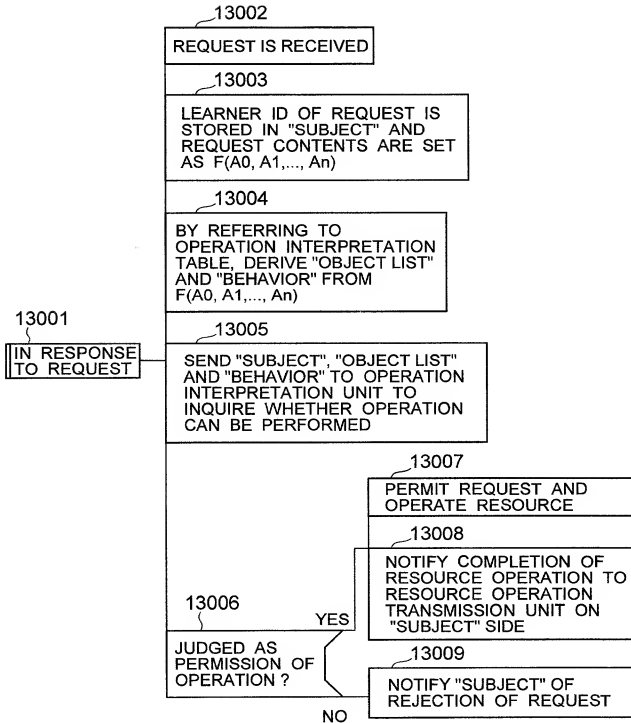 13002
REQUEST IS RECEIVED
13003
LEARNER ID OF REQUEST IS
STORED IN "SUBJECT" AND
REQUEST CONTENTS ARE SET
AS F(A0, A1,..., An)
13004
BY REFERRING TO
OPERATION INTERPRETATION
TABLE, DERIVE "OBJECT LIST"
AND "BEHAVIOR" FROM
F(A0, A1,..., An)
13001
IN RESPONSE
TO REQUEST
13005
SEND "SUBJECT", "OBJECT LIST"
AND "BEHAVIOR" TO OPERATION
INTERPRETATION UNIT TO
INQUIRE WHETHER OPERATION
CAN BE PERFORMED
13007
PERMIT REQUEST AND
OPERATE RESOURCE
13008
NOTIFY COMPLETION OF
RESOURCE OPERATION TO
RESOURCE OPERATION
TRANSMISSION UNIT ON
"SUBJECT" SIDE
13006
YES
JUDGED AS
PERMISSION OF
OPERATION ?
13009
NOTIFY "SUBJECT" OF
REJECTION OF REQUEST
NO